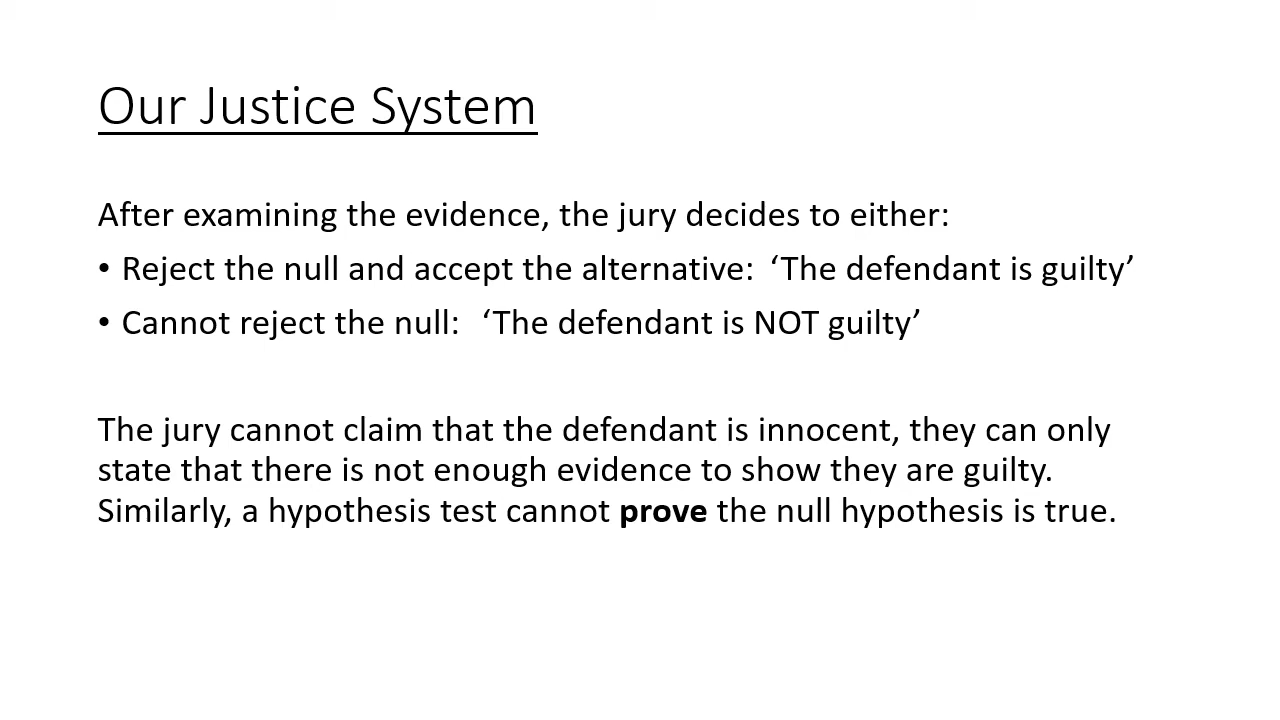 Our Justice System
After examining the evidence, the jury decides to either:
• Reject the null and accept the alternative:  ‘The defendant is guilty’
• Cannot reject the null:  ‘The defendant is NOT guilty’
The jury cannot claim that the defendant is innocent, they can only
state that there is not enough evidence to show they are guilty.
Similarly, a hypothesis test cannot prove the null hypothesis is true.